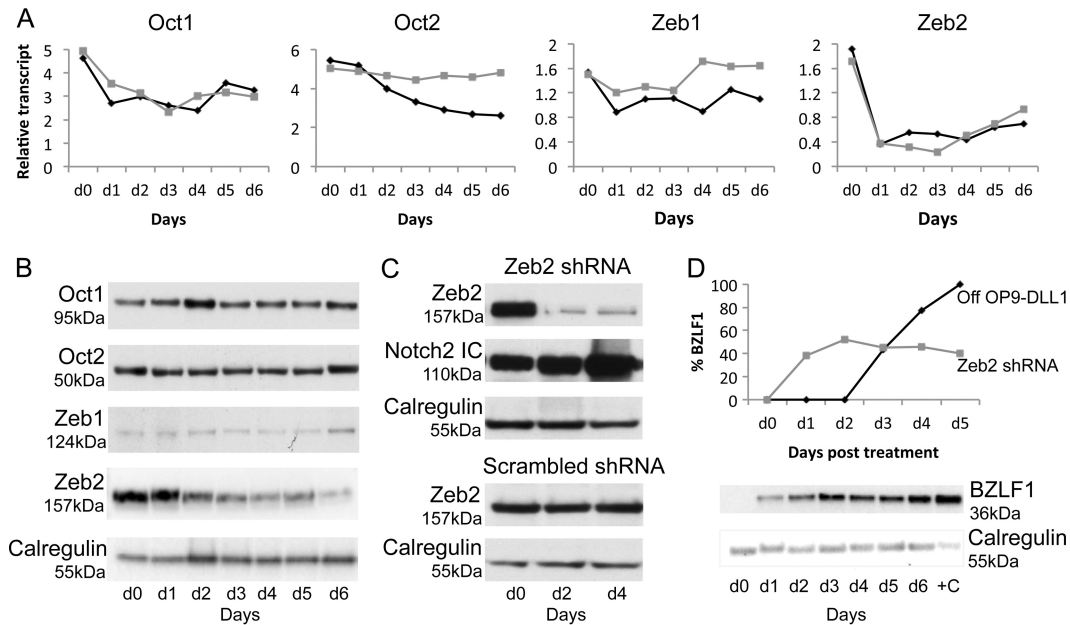 A
Oct1
Oct2
Zeb1
Zeb2
Relative transcript
5
4
3
2
1
0
d0 d1 d2 d3 d4 d5 d6
Days
6
4
2
0
d0 d1 d2 d3 d4 d5 d6
Days
2
1.6
1.2
0.8
0.4
0
d0 d1 d2 d3 d4 d5 d6
Days
2
1.6
1.2
0.8
0.4
0
d0 d1 d2 d3 d4 d5 d6
Days
B
Oct1
95kDa
Oct2
50kDa
Zeb1
124kDa
Zeb2
157kDa
Calregulin
55kDa
d0 d1 d2 d3 d4 d5 d6
Days
C
Zeb2 shRNA
Zeb2
157kDa
Notch2 IC
110kDa
Calregulin
55kDa
Scrambled shRNA
Zeb2
157kDa
Calregulin
55kDa
d0 d2 d4
Days
D
% BZLF1
100
80
60
40
20
0
Off OP9-DLL1
Zeb2 shRNA
d0 d1 d2 d3 d4 d5
Days post treatment
BZLF1
36kDa
Calregulin
55kDa
d0 d1 d2 d3 d4 d5 d6 +C
Days